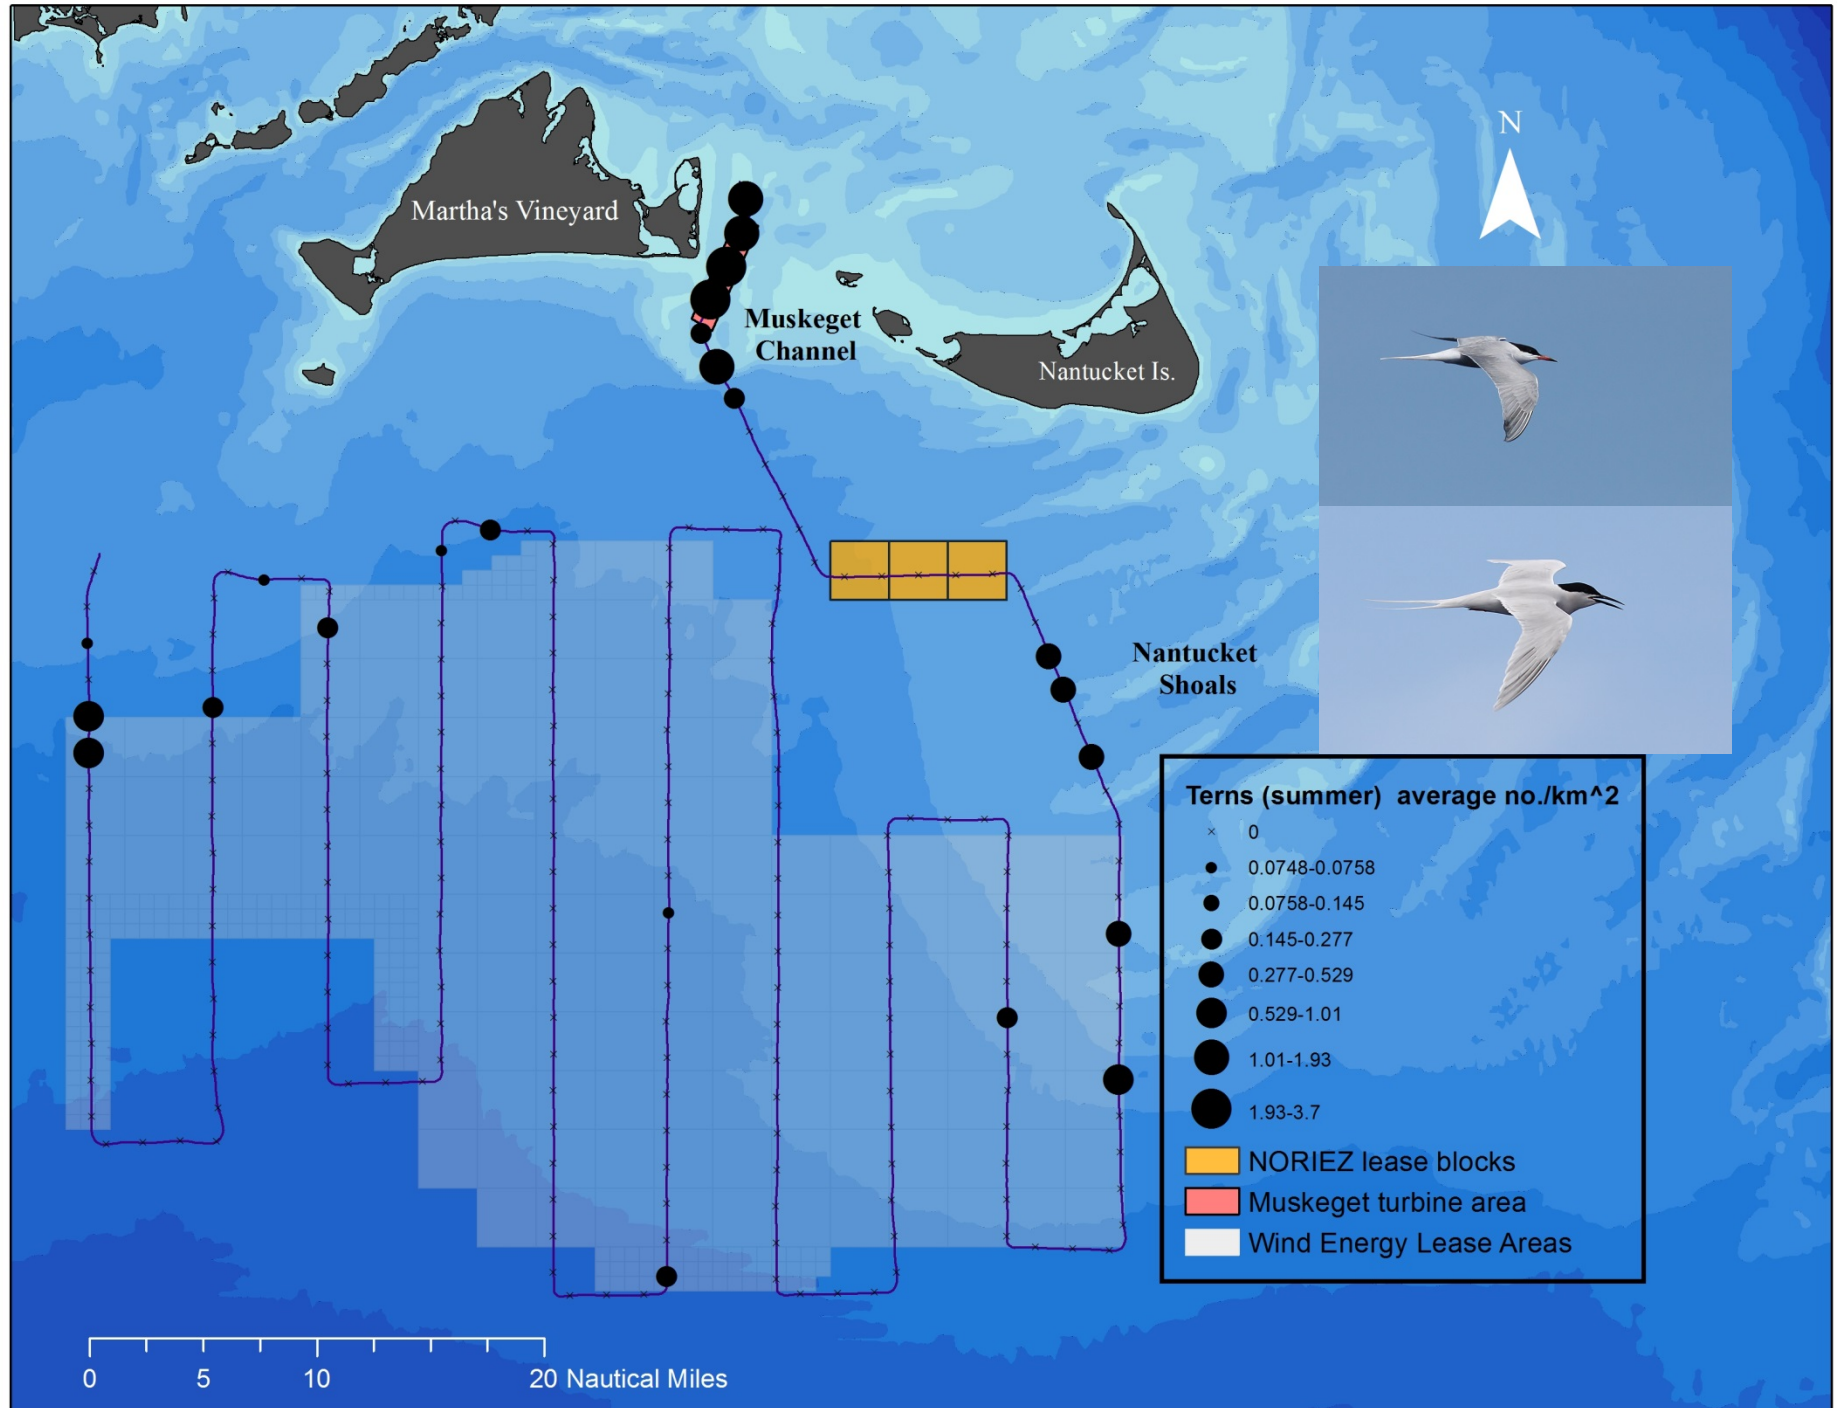 N
Martha's Vineyard
Muskeget
Channel
Nantucket Is.
Nantucket
Shoals
Terns (summer) average no./km^2
0
0.0748-0.0758
0.0758-0.145
0.145-0.277
0.277-0.529
0.529-1.01
1.01-1.93
1.93-3.7
NORIEZ lease blocks
Muskeget turbine area
Wind Energy Lease Areas
0 5 10 20 Nautical Miles